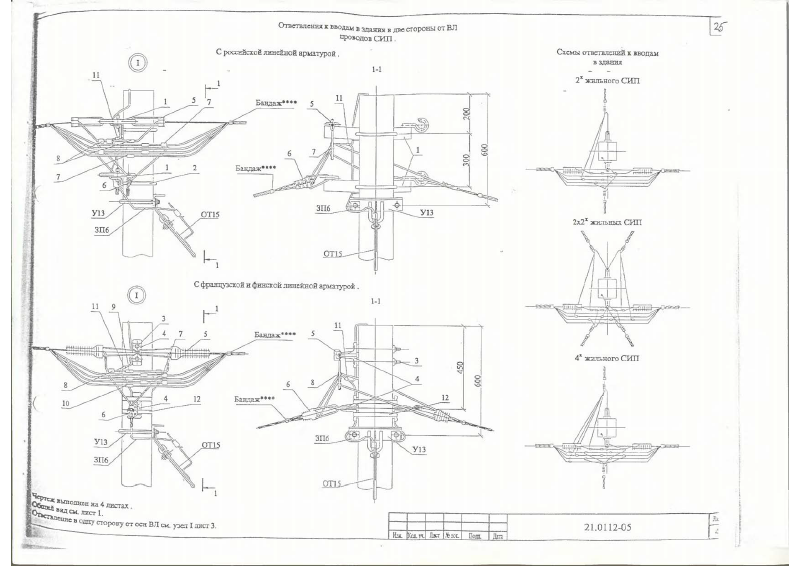 25
Ответвления к вводам в здания в две стороны от ВЛ
проводов СИП .
С российской линейной арматурой .
1-1
Схемы ответвлений к вводам
в здания
2х жильного СИП
1
11 1 5 7 1
Бандаж****
8
7
6
1
2
У13
ЗП6
ОТ15
1
5 11
Бандаж****
6 7
1
ЗП6
У13
ОТ15
200
300
600
2х2х жильных СИП
С французской и финской линейной арматурой .
1-1
1
11 9 3 4 7 5 1
Бандаж****
8
10
6
4
12
У13
ЗП6
ОТ15
1
5 11
3
6 8 4
12
Бандаж****
ЗП6
У13
ОТ15
450
600
4х жильного СИП
Чертеж выполнен на 4 листах .
Общий вид см. лист 1.
Ответвление в одну сторону от оси ВЛ см. узел I лист 3.
21.0112-05
Изм. Кол. уч. Лист № док. Подп. Дата